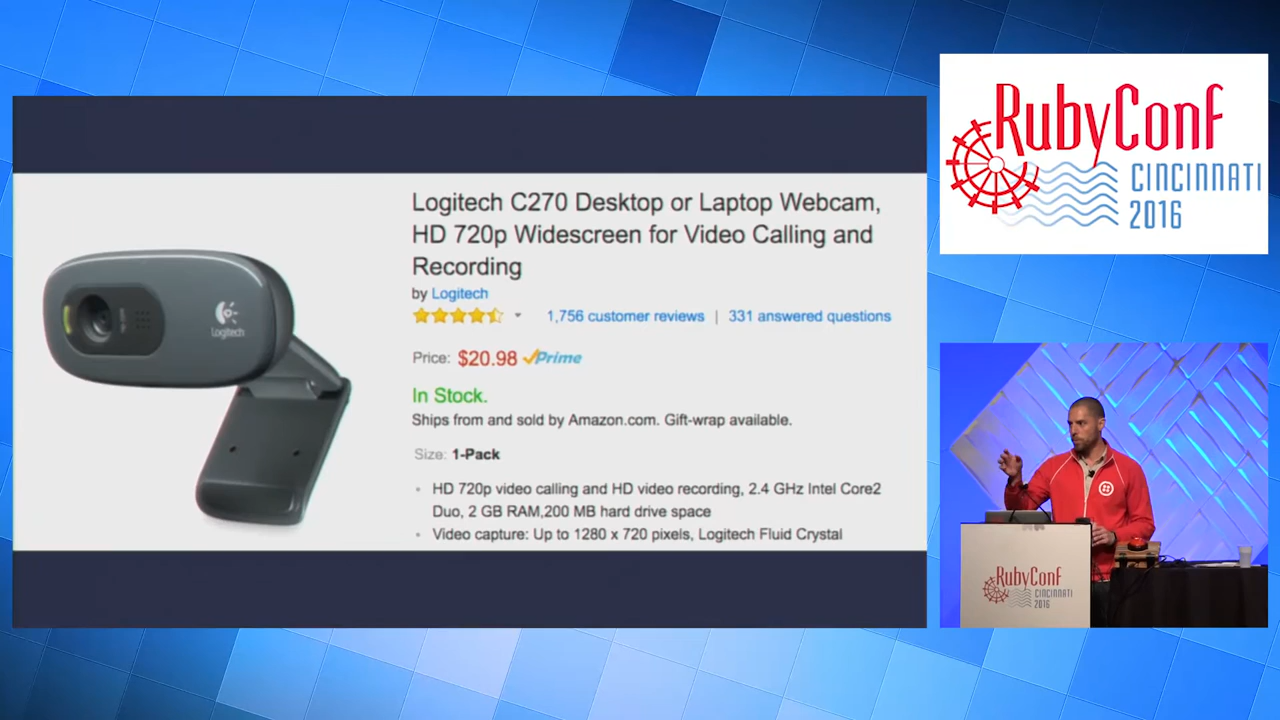 Logitech C270 Desktop or Laptop Webcam,
HD 720p Widescreen for Video Calling and
Recording
by Logitech
1,756 customer reviews | 331 answered questions
Price: $20.98 Prime
In Stock.
Ships from and sold by Amazon.com. Gift-wrap available.
Size: 1-Pack
HD 720p video calling and HD video recording, 2.4 GHz Intel Core2
Duo, 2 GB RAM,200 MB hard drive space
Video capture: Up to 1280 x 720 pixels, Logitech Fluid Crystal
Logitech
RubyConf
CINCINNATI
2016
RubyConf
CINCINNATI
2016